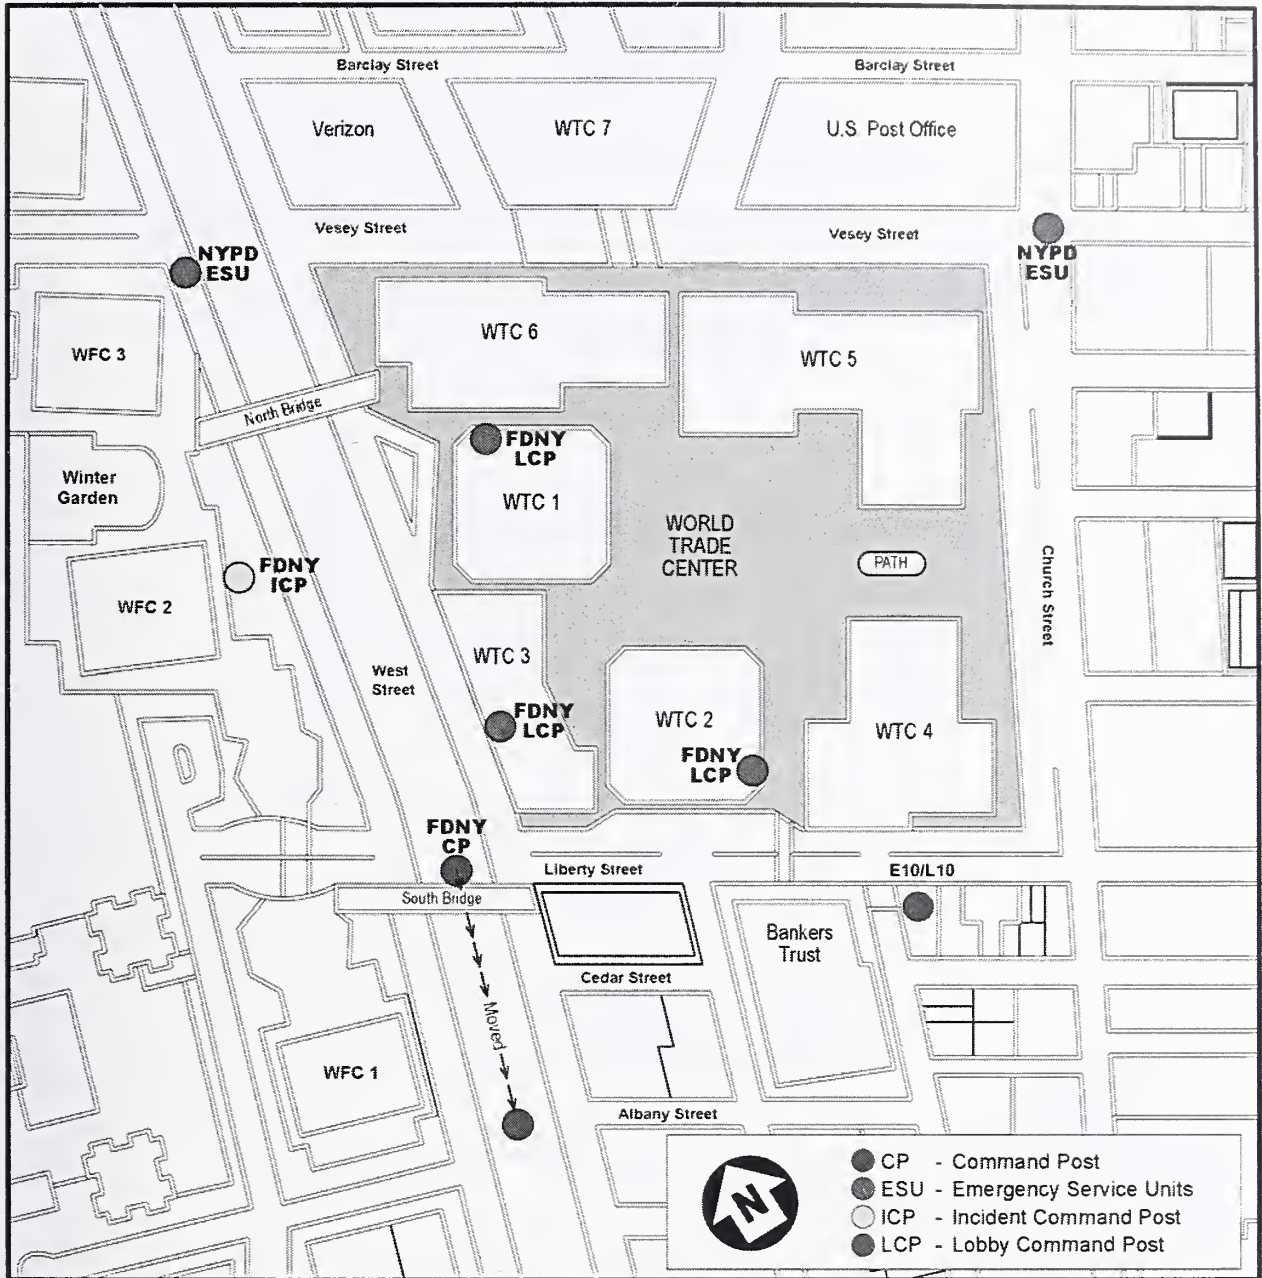 Barclay Street
Barclay Street
Verizon
WTC 7
U.S. Post Office
Vesey Street
Vesey Street
NYPD
ESU
NYPD
ESU
WFC 3
WTC 6
WTC 5
North Bridge
FDNY
LCP
Winter
Garden
WTC 1
WORLD
TRADE
CENTER
PATH
Church Street
FDNY
ICP
WFC 2
West
Street
WTC 3
FDNY
LCP
WTC 2
FDNY
LCP
WTC 4
FDNY
CP
Liberty Street
E10/L10
South Bridge
Bankers
Trust
Cedar Street
Moved
WFC 1
Albany Street
N
CP - Command Post
ESU - Emergency Service Units
ICP - Incident Command Post
LCP - Lobby Command Post